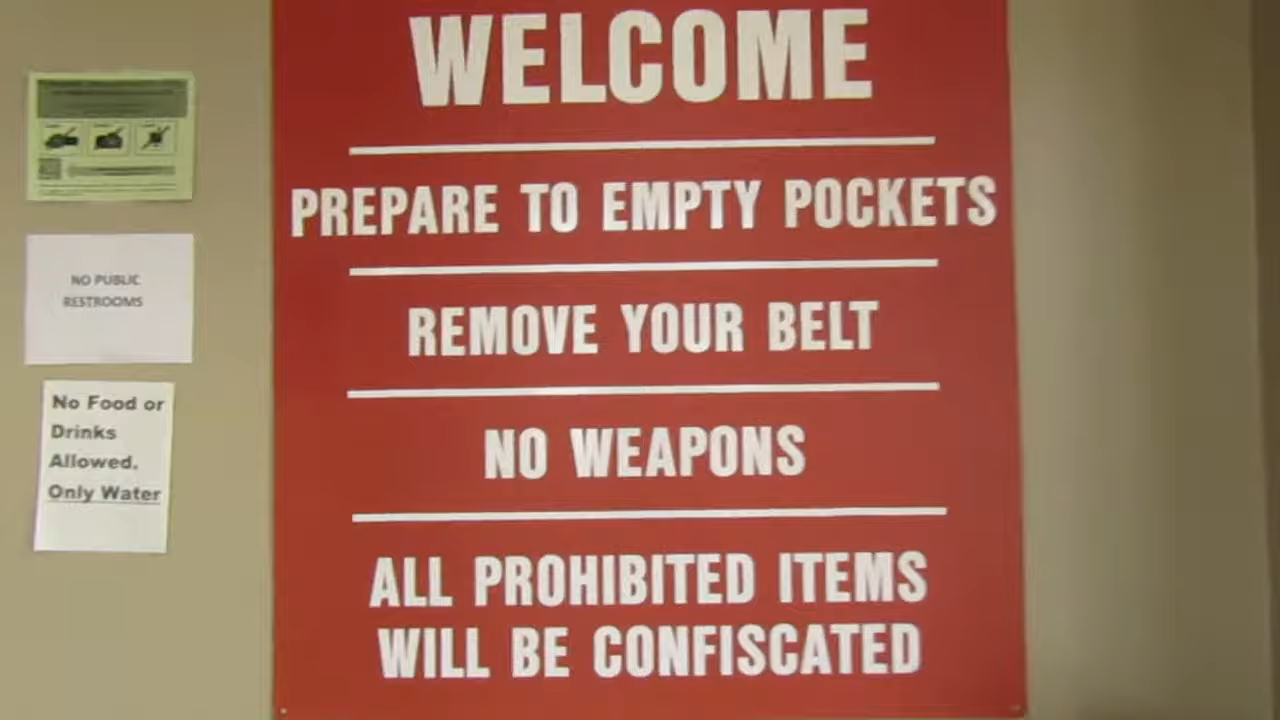 WELCOME
PREPARE TO EMPTY POCKETS
REMOVE YOUR BELT
NO WEAPONS
ALL PROHIBITED ITEMS
WILL BE CONFISCATED
NO PUBLIC
RESTROOMS
No Food or
Drinks
Allowed.
Only Water